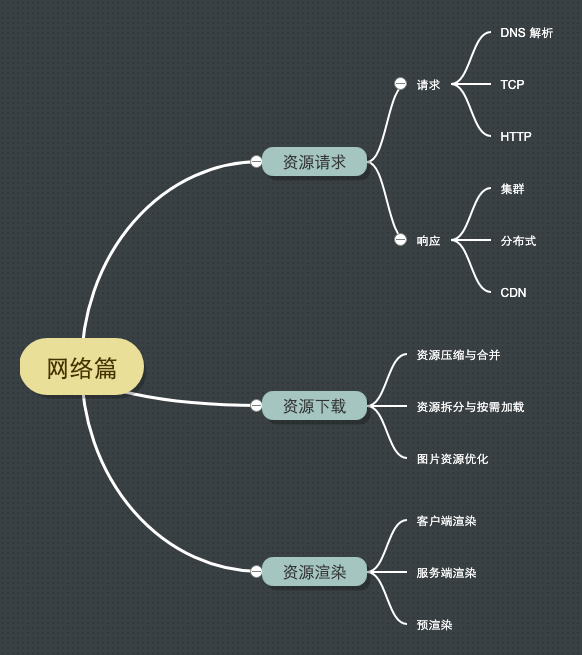 网络篇
资源请求
请求
DNS 解析
TCP
HTTP
响应
集群
分布式
CDN
资源下载
资源压缩与合并
资源拆分与按需加载
图片资源优化
资源渲染
客户端渲染
服务端渲染
预渲染